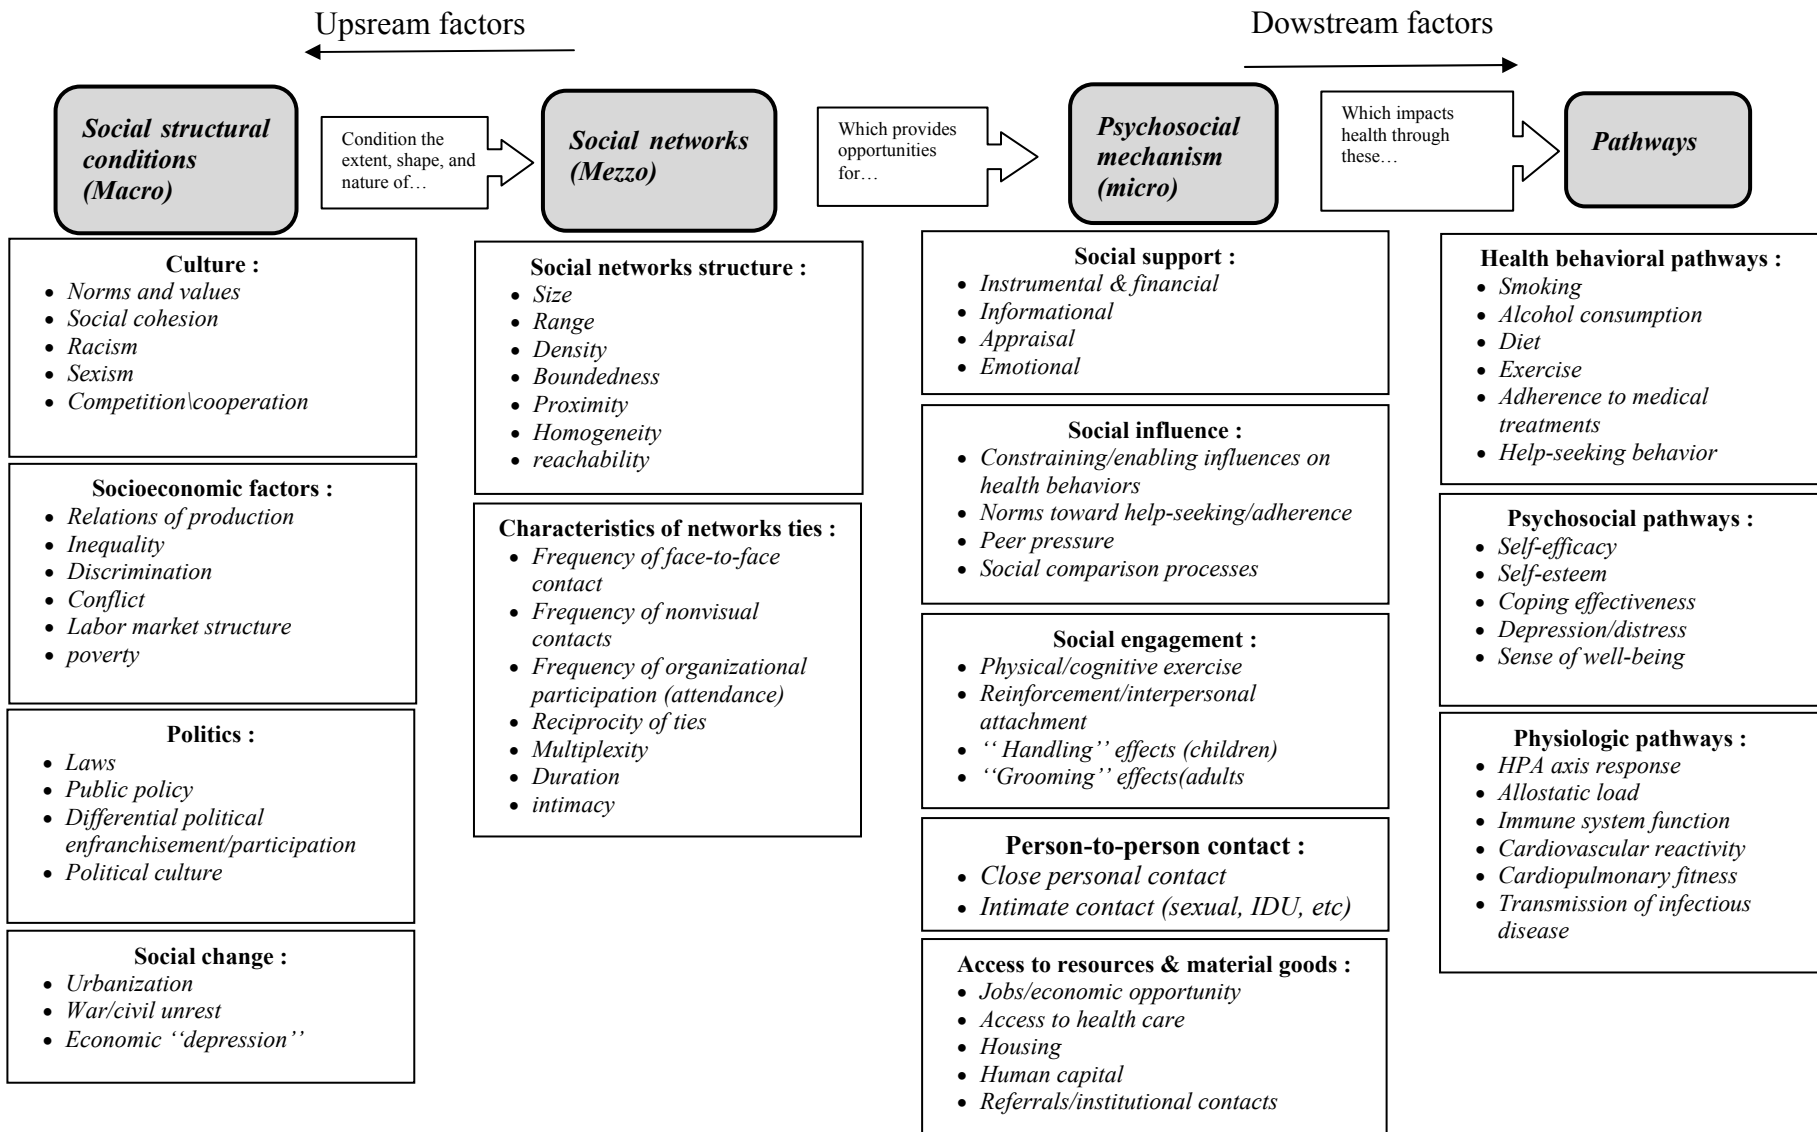 Upsream factors
Dowstream factors
Social structural
conditions
(Macro)
Condition the
extent, shape, and
nature of…
Social networks
(Mezzo)
Which provides
opportunities
for…
Psychosocial
mechanism
(micro)
Which impacts
health through
these…
Pathways
Culture :
• Norms and values
• Social cohesion
• Racism
• Sexism
• Competition\cooperation
Socioeconomic factors :
• Relations of production
• Inequality
• Discrimination
• Conflict
• Labor market structure
• poverty
Politics :
• Laws
• Public policy
• Differential political
enfranchisement/participation
• Political culture
Social change :
• Urbanization
• War/civil unrest
• Economic ‘‘depression’’
Social networks structure :
• Size
• Range
• Density
• Boundedness
• Proximity
• Homogeneity
• reachability
Characteristics of networks ties :
• Frequency of face-to-face
contact
• Frequency of nonvisual
contacts
• Frequency of organizational
participation (attendance)
• Reciprocity of ties
• Multiplexity
• Duration
• intimacy
Social support :
• Instrumental & financial
• Informational
• Appraisal
• Emotional
Social influence :
• Constraining/enabling influences on
health behaviors
• Norms toward help-seeking/adherence
• Peer pressure
• Social comparison processes
Social engagement :
• Physical/cognitive exercise
• Reinforcement/interpersonal
attachment
• ‘‘ Handling’’ effects (children)
• ‘‘Grooming’’ effects(adults
Person-to-person contact :
• Close personal contact
• Intimate contact (sexual, IDU, etc)
Access to resources & material goods :
• Jobs/economic opportunity
• Access to health care
• Housing
• Human capital
• Referrals/institutional contacts
Health behavioral pathways :
• Smoking
• Alcohol consumption
• Diet
• Exercise
• Adherence to medical
treatments
• Help-seeking behavior
Psychosocial pathways :
• Self-efficacy
• Self-esteem
• Coping effectiveness
• Depression/distress
• Sense of well-being
Physiologic pathways :
• HPA axis response
• Allostatic load
• Immune system function
• Cardiovascular reactivity
• Cardiopulmonary fitness
• Transmission of infectious
disease